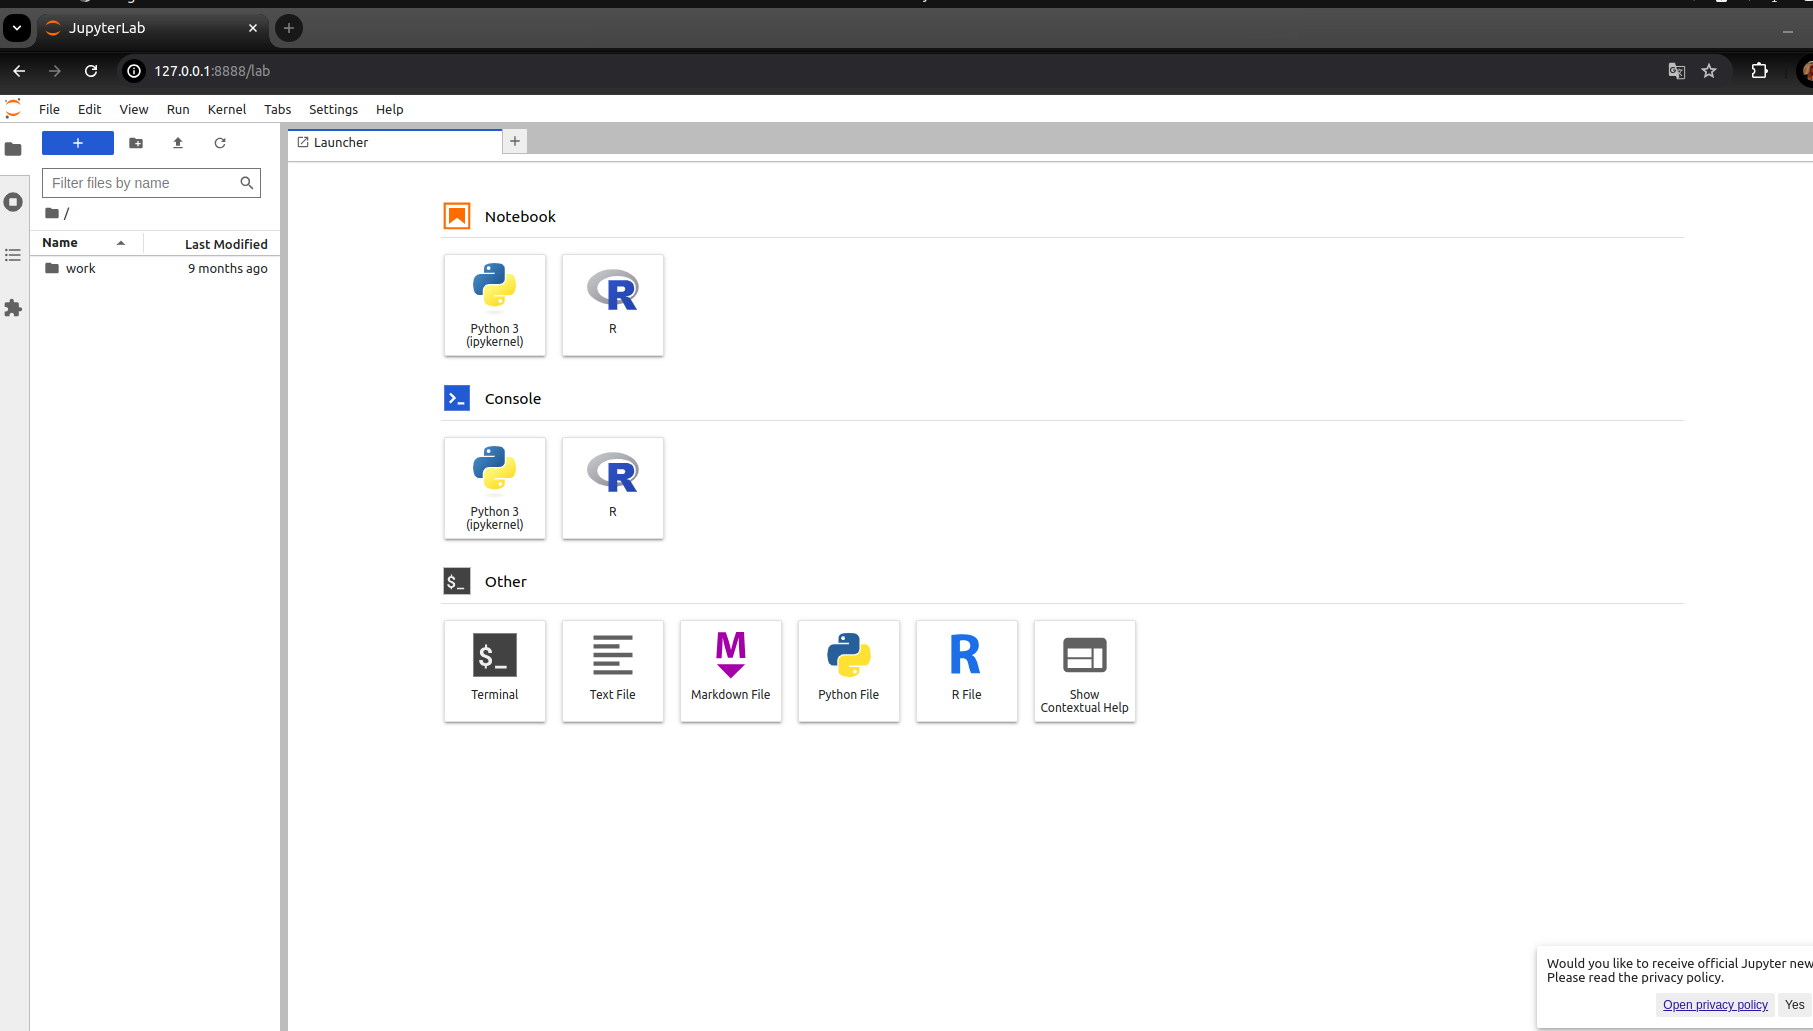 JupyterLab
127.0.0.1:8888/lab
File Edit View Run Kernel Tabs Settings Help
Launcher
Filter files by name
/
Name Last Modified
work 9 months ago
Notebook
Python 3
(ipykernel)
R
Console
Python 3
(ipykernel)
R
$_ Other
$_
Terminal
Text File
M
Markdown File
Python File
R
R File
Show
Contextual Help
Would you like to receive official Jupyter new
Please read the privacy policy.
Open privacy policy Yes